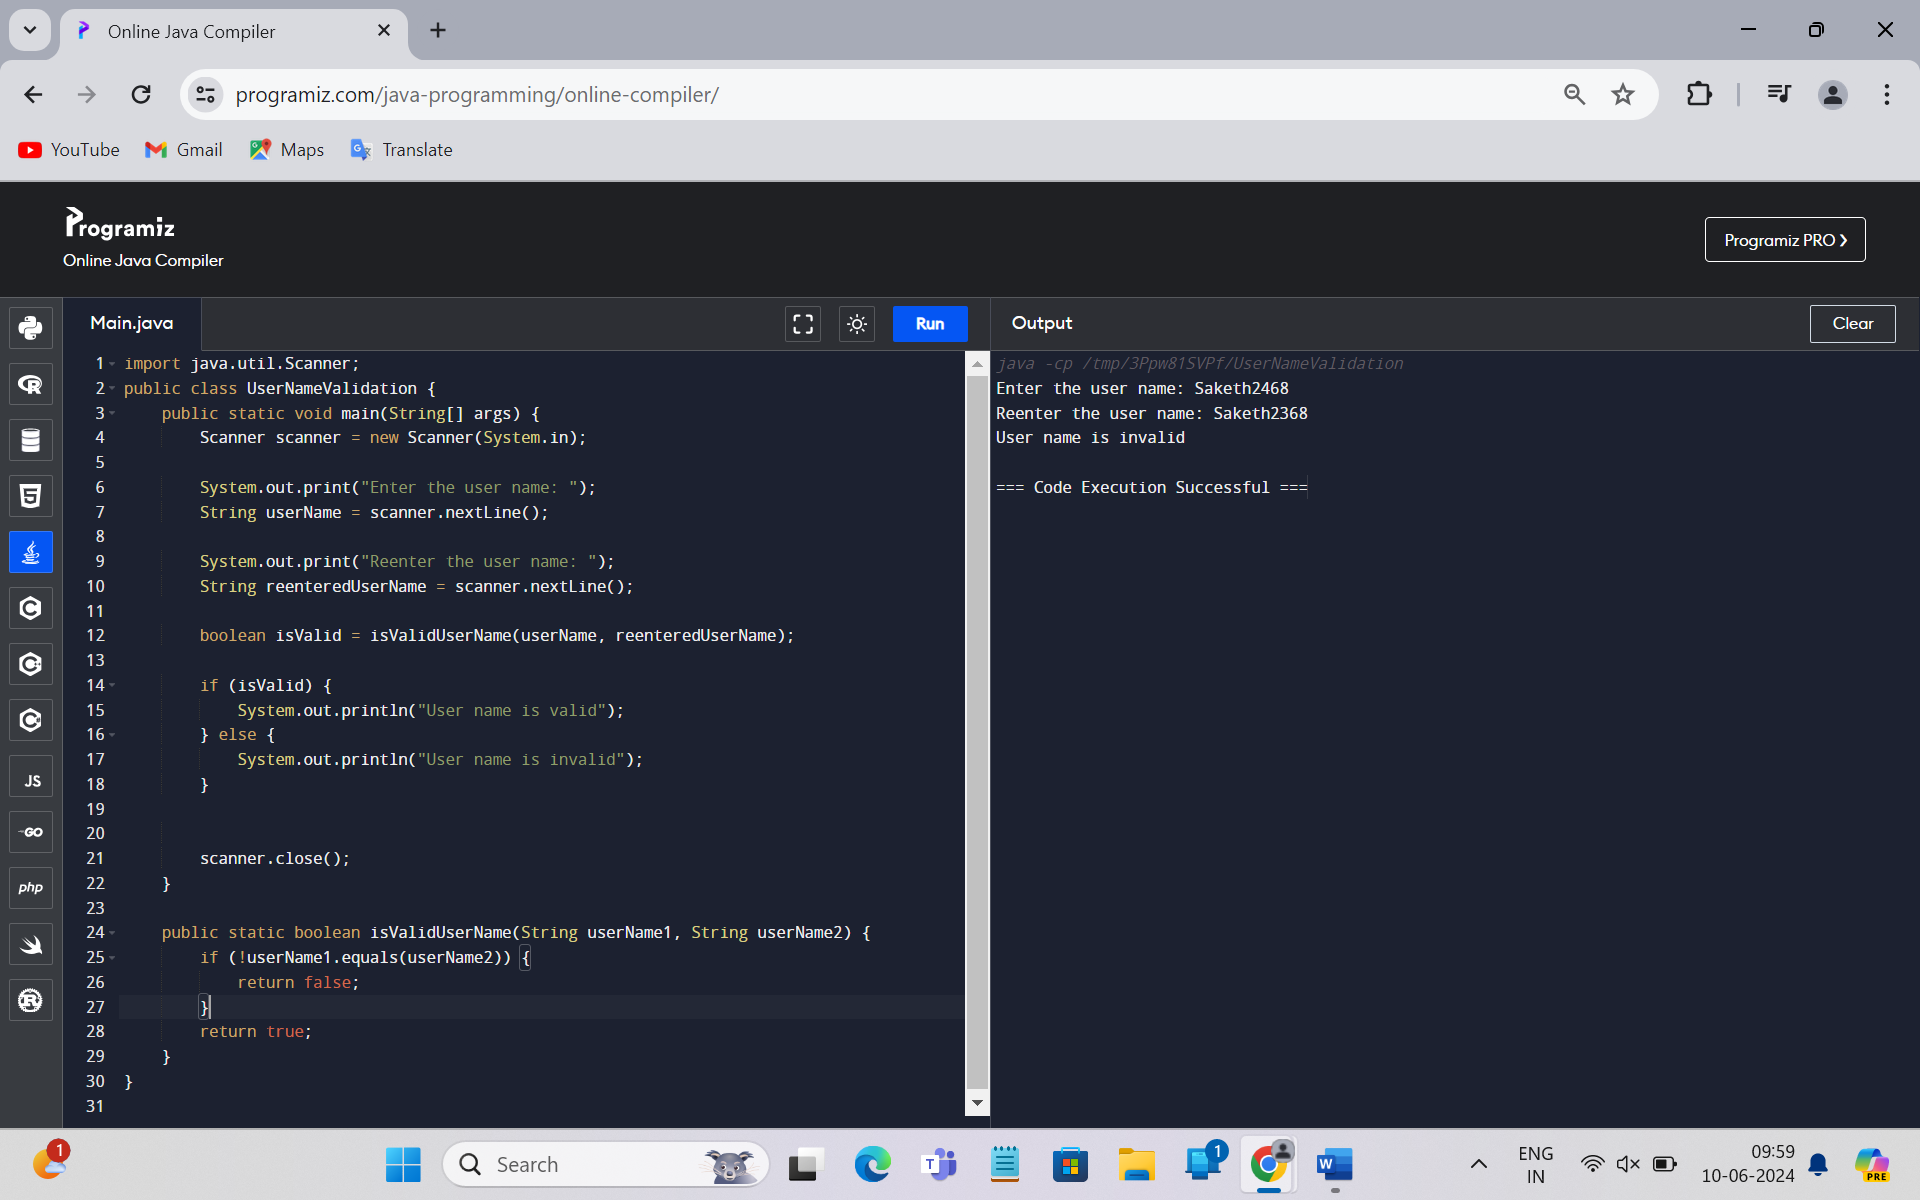 Online Java Compiler
programiz.com/java-programming/online-compiler/
YouTube Gmail Maps Translate
Programiz
Online Java Compiler
Programiz PRO ❯
Main.java
Run
Output
Clear
1 import java.util.Scanner;
2 public class UserNameValidation {
3 public static void main(String[] args) {
4 Scanner scanner = new Scanner(System.in);
5
6 System.out.print("Enter the user name: ");
7 String userName = scanner.nextLine();
8
9 System.out.print("Reenter the user name: ");
10 String reenteredUserName = scanner.nextLine();
11
12 boolean isValid = isValidUserName(userName, reenteredUserName);
13
14 if (isValid) {
15 System.out.println("User name is valid");
16 } else {
17 System.out.println("User name is invalid");
18 }
19
20
21 scanner.close();
22 }
23
24 public static boolean isValidUserName(String userName1, String userName2) {
25 if (!userName1.equals(userName2)) {
26 return false;
27 }
28 return true;
29 }
30 }
31
java -cp /tmp/3Ppw81SVPf/UserNameValidation
Enter the user name: Saketh2468
Reenter the user name: Saketh2368
User name is invalid
=== Code Execution Successful ===
JS
GO
php
1
Search
T
1
W
ENG
IN
09:59
10-06-2024
PRE